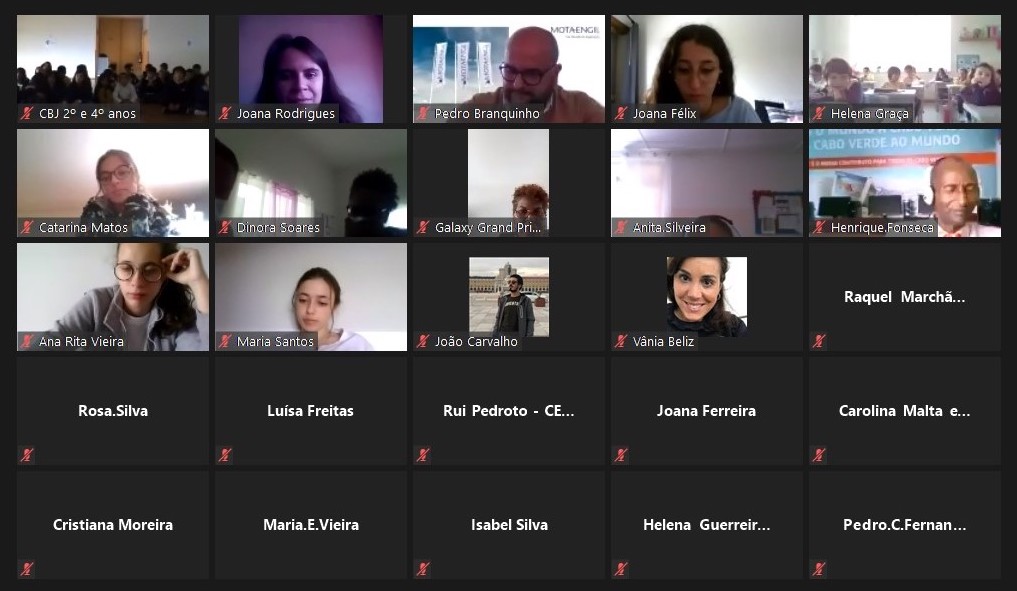 CBJ 2º e 4º anos
Joana Rodrigues
MOTAENGIL
Pedro Branquinho
Joana Félix
Helena Graça
Catarina Matos
Dinora Soares
Galaxy Grand Pri...
Anita.Silveira
CABO VERDE AO MUNDO
Henrique.Fonseca
Ana Rita Vieira
Maria Santos
João Carvalho
Vânia Beliz
Raquel Marchã...
Rosa.Silva
Luísa Freitas
Rui Pedroto - CE...
Joana Ferreira
Carolina Malta e...
Cristiana Moreira
Maria.E.Vieira
Isabel Silva
Helena Guerreir...
Pedro.C.Fernan...